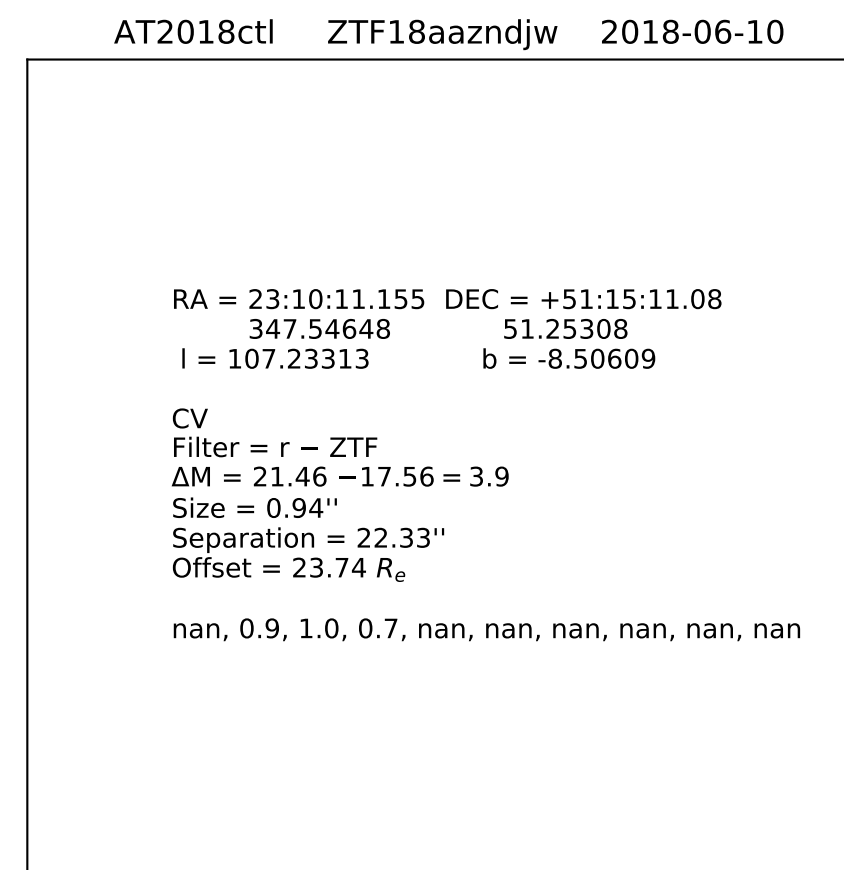 AT2018ctl ZTF18aazndjw 2018-06-10
RA = 23:10:11.155 DEC = +51:15:11.08
347.54648 51.25308
l = 107.23313 b = -8.50609
CV
Filter = r − ZTF
ΔM = 21.46 −17.56 = 3.9
Size = 0.94''
Separation = 22.33''
Offset = 23.74 Rₑ
nan, 0.9, 1.0, 0.7, nan, nan, nan, nan, nan, nan